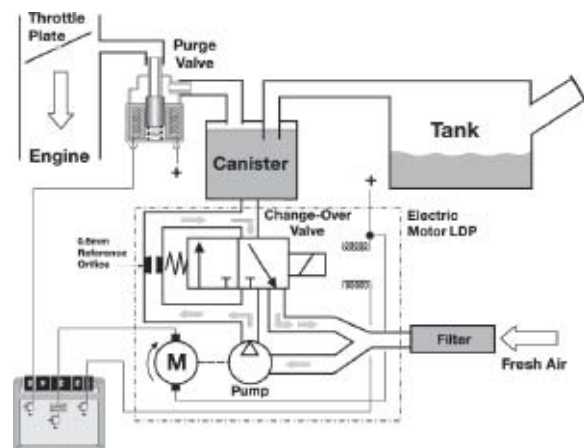 Throttle
Plate
Purge
Valve
Engine
+
Canister
Tank
+
Change-Over
Valve
Electric
Motor LDP
0.5mm
Reference
Orifice
M
Pump
Filter
Fresh Air